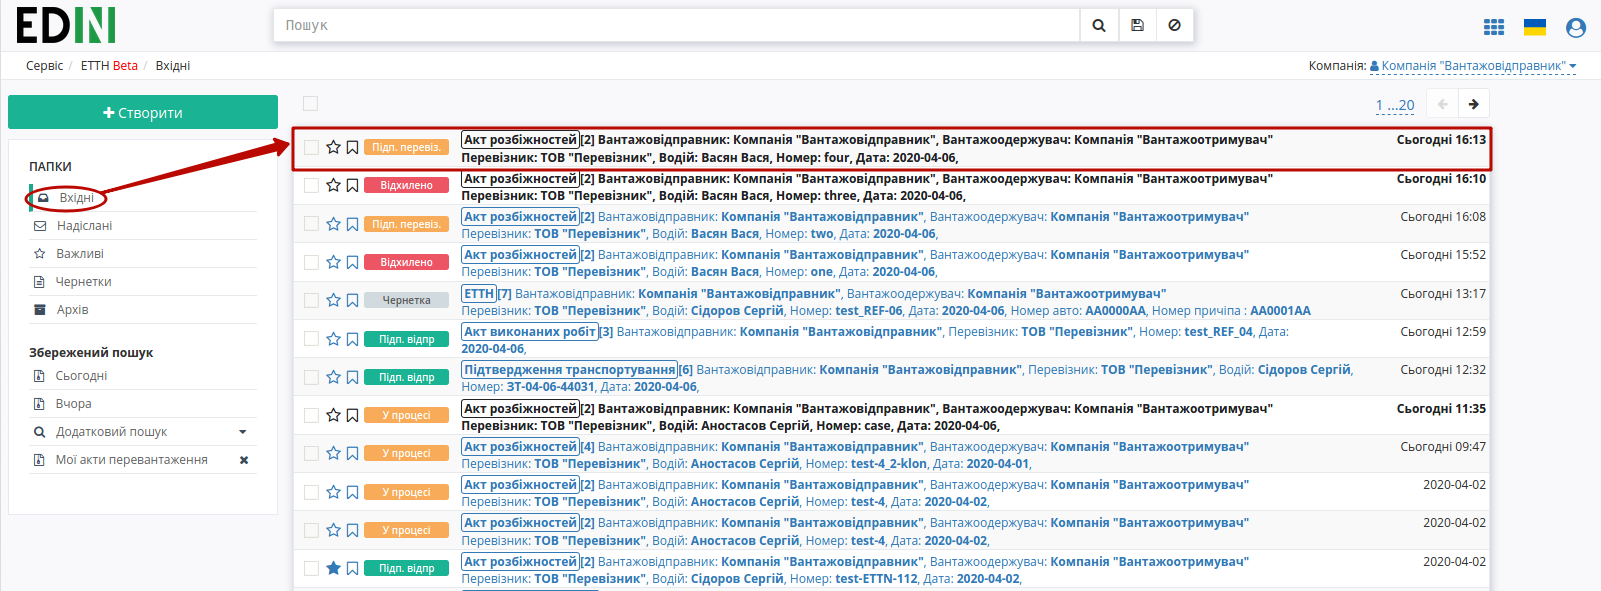 EDIN
Пошук
Сервіс / ЕТТН Beta / Вхідні
Компанія: Компанія "Вантажовідправник"
Створити
1 ...20
ПАПКИ
Вхідні
Надіслані
Важливі
Чернетки
Архів
Збережений пошук
Сьогодні
Вчора
Додатковий пошук
Мої акти перевантаження
Підп. перевіз. Акт розбіжностей[2] Вантажовідправник: Компанія "Вантажовідправник", Вантажоодержувач: Компанія "Вантажоотримувач" Сьогодні 16:13
Перевізник: ТОВ "Перевізник", Водій: Васян Вася, Номер: four, Дата: 2020-04-06,
Відхилено Акт розбіжностей[2] Вантажовідправник: Компанія "Вантажовідправник", Вантажоодержувач: Компанія "Вантажоотримувач" Сьогодні 16:10
Перевізник: ТОВ "Перевізник", Водій: Васян Вася, Номер: three, Дата: 2020-04-06,
Підп. перевіз. Акт розбіжностей[2] Вантажовідправник: Компанія "Вантажовідправник", Вантажоодержувач: Компанія "Вантажоотримувач" Сьогодні 16:08
Перевізник: ТОВ "Перевізник", Водій: Васян Вася, Номер: two, Дата: 2020-04-06,
Відхилено Акт розбіжностей[2] Вантажовідправник: Компанія "Вантажовідправник", Вантажоодержувач: Компанія "Вантажоотримувач" Сьогодні 15:52
Перевізник: ТОВ "Перевізник", Водій: Васян Вася, Номер: one, Дата: 2020-04-06,
Чернетка ЕТТН[7] Вантажовідправник: Компанія "Вантажовідправник", Вантажоодержувач: Компанія "Вантажоотримувач" Сьогодні 13:17
Перевізник: ТОВ "Перевізник", Водій: Сідоров Сергій, Номер: test_REF-06, Дата: 2020-04-06, Номер авто: AA0000AA, Номер причіпа : AA0001AA
Підп. відпр Акт виконаних робіт[3] Вантажовідправник: Компанія "Вантажовідправник", Перевізник: ТОВ "Перевізник", Номер: test_REF_04, Дата: Сьогодні 12:59
2020-04-06,
Підп. відпр Підтвердження транспортування[6] Вантажовідправник: Компанія "Вантажовідправник", Перевізник: ТОВ "Перевізник", Водій: Сідоров Сергій, Сьогодні 12:32
Номер: ЗТ-04-06-44031, Дата: 2020-04-06,
У процесі Акт розбіжностей[2] Вантажовідправник: Компанія "Вантажовідправник", Вантажоодержувач: Компанія "Вантажоотримувач" Сьогодні 11:35
Перевізник: ТОВ "Перевізник", Водій: Аностасов Сергій, Номер: case, Дата: 2020-04-06,
У процесі Акт розбіжностей[4] Вантажовідправник: Компанія "Вантажовідправник", Вантажоодержувач: Компанія "Вантажоотримувач" Сьогодні 09:47
Перевізник: ТОВ "Перевізник", Водій: Аностасов Сергій, Номер: test-4_2-klon, Дата: 2020-04-01,
У процесі Акт розбіжностей[2] Вантажовідправник: Компанія "Вантажовідправник", Вантажоодержувач: Компанія "Вантажоотримувач" 2020-04-02
Перевізник: ТОВ "Перевізник", Водій: Аностасов Сергій, Номер: test-4, Дата: 2020-04-02,
У процесі Акт розбіжностей[2] Вантажовідправник: Компанія "Вантажовідправник", Вантажоодержувач: Компанія "Вантажоотримувач" 2020-04-02
Перевізник: ТОВ "Перевізник", Водій: Аностасов Сергій, Номер: test-4, Дата: 2020-04-02,
Підп. відпр Акт розбіжностей[2] Вантажовідправник: Компанія "Вантажовідправник", Вантажоодержувач: Компанія "Вантажоотримувач" 2020-04-02
Перевізник: ТОВ "Перевізник", Водій: Сідоров Сергій, Номер: test-ETTN-112, Дата: 2020-04-02,